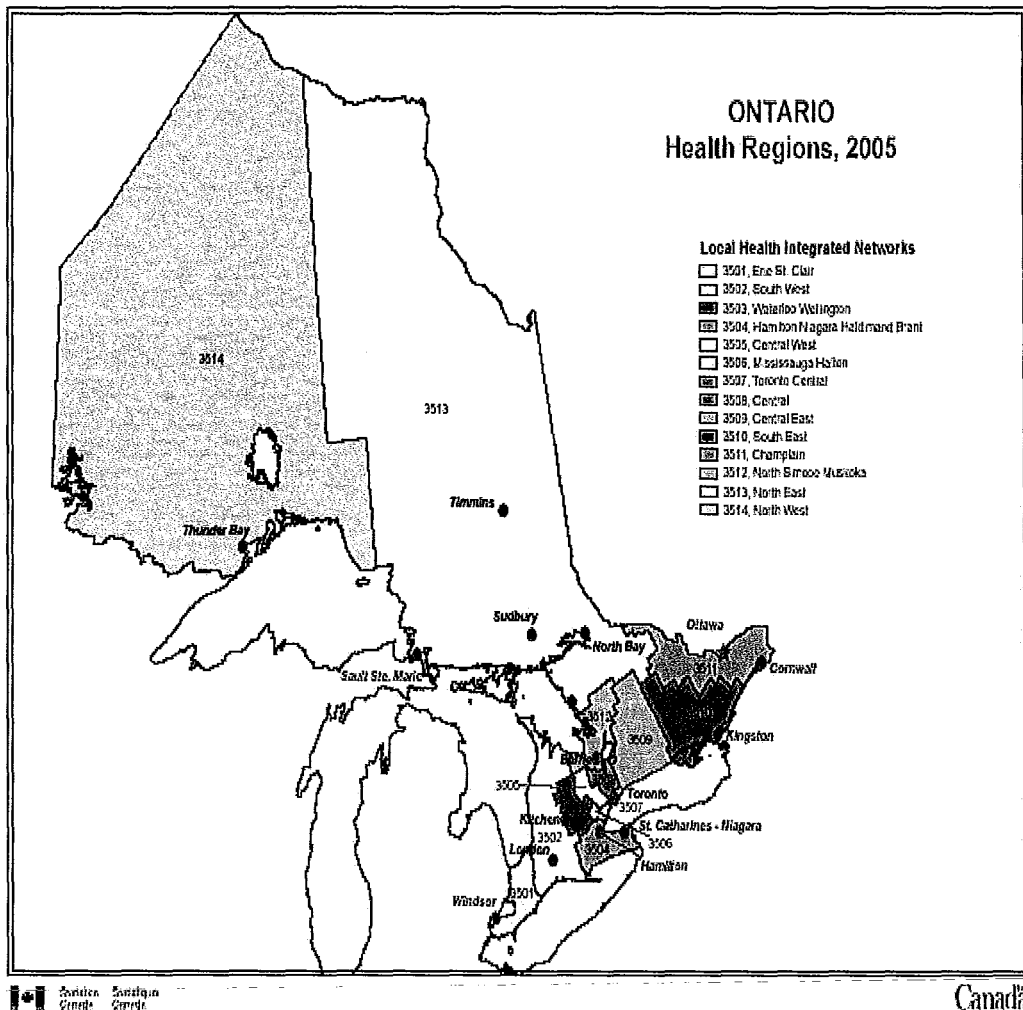 ONTARIO
Health Regions, 2005
Local Health Integrated Networks
3501, Erie St. Clair
3502, South West
3503, Waterloo Wellington
3504, Hamilton Niagara Haldimand Brant
3505, Central West
3506, Mississauga Halton
3507, Toronto Central
3508, Central
3509, Central East
3510, South East
3511, Champlain
3512, North Simcoe Muskoka
3513, North East
3514, North West
3514
3513
Timmins
Thunder Bay
Sudbury
North Bay
Ottawa
3511
Cornwall
Sault Ste. Marie
3509
Kingston
3505
Toronto
3507
St. Catharines - Niagara
3502
3504
3506
London
Hamilton
3501
Windsor
Statistics Statistique
Canada Canada
Canada